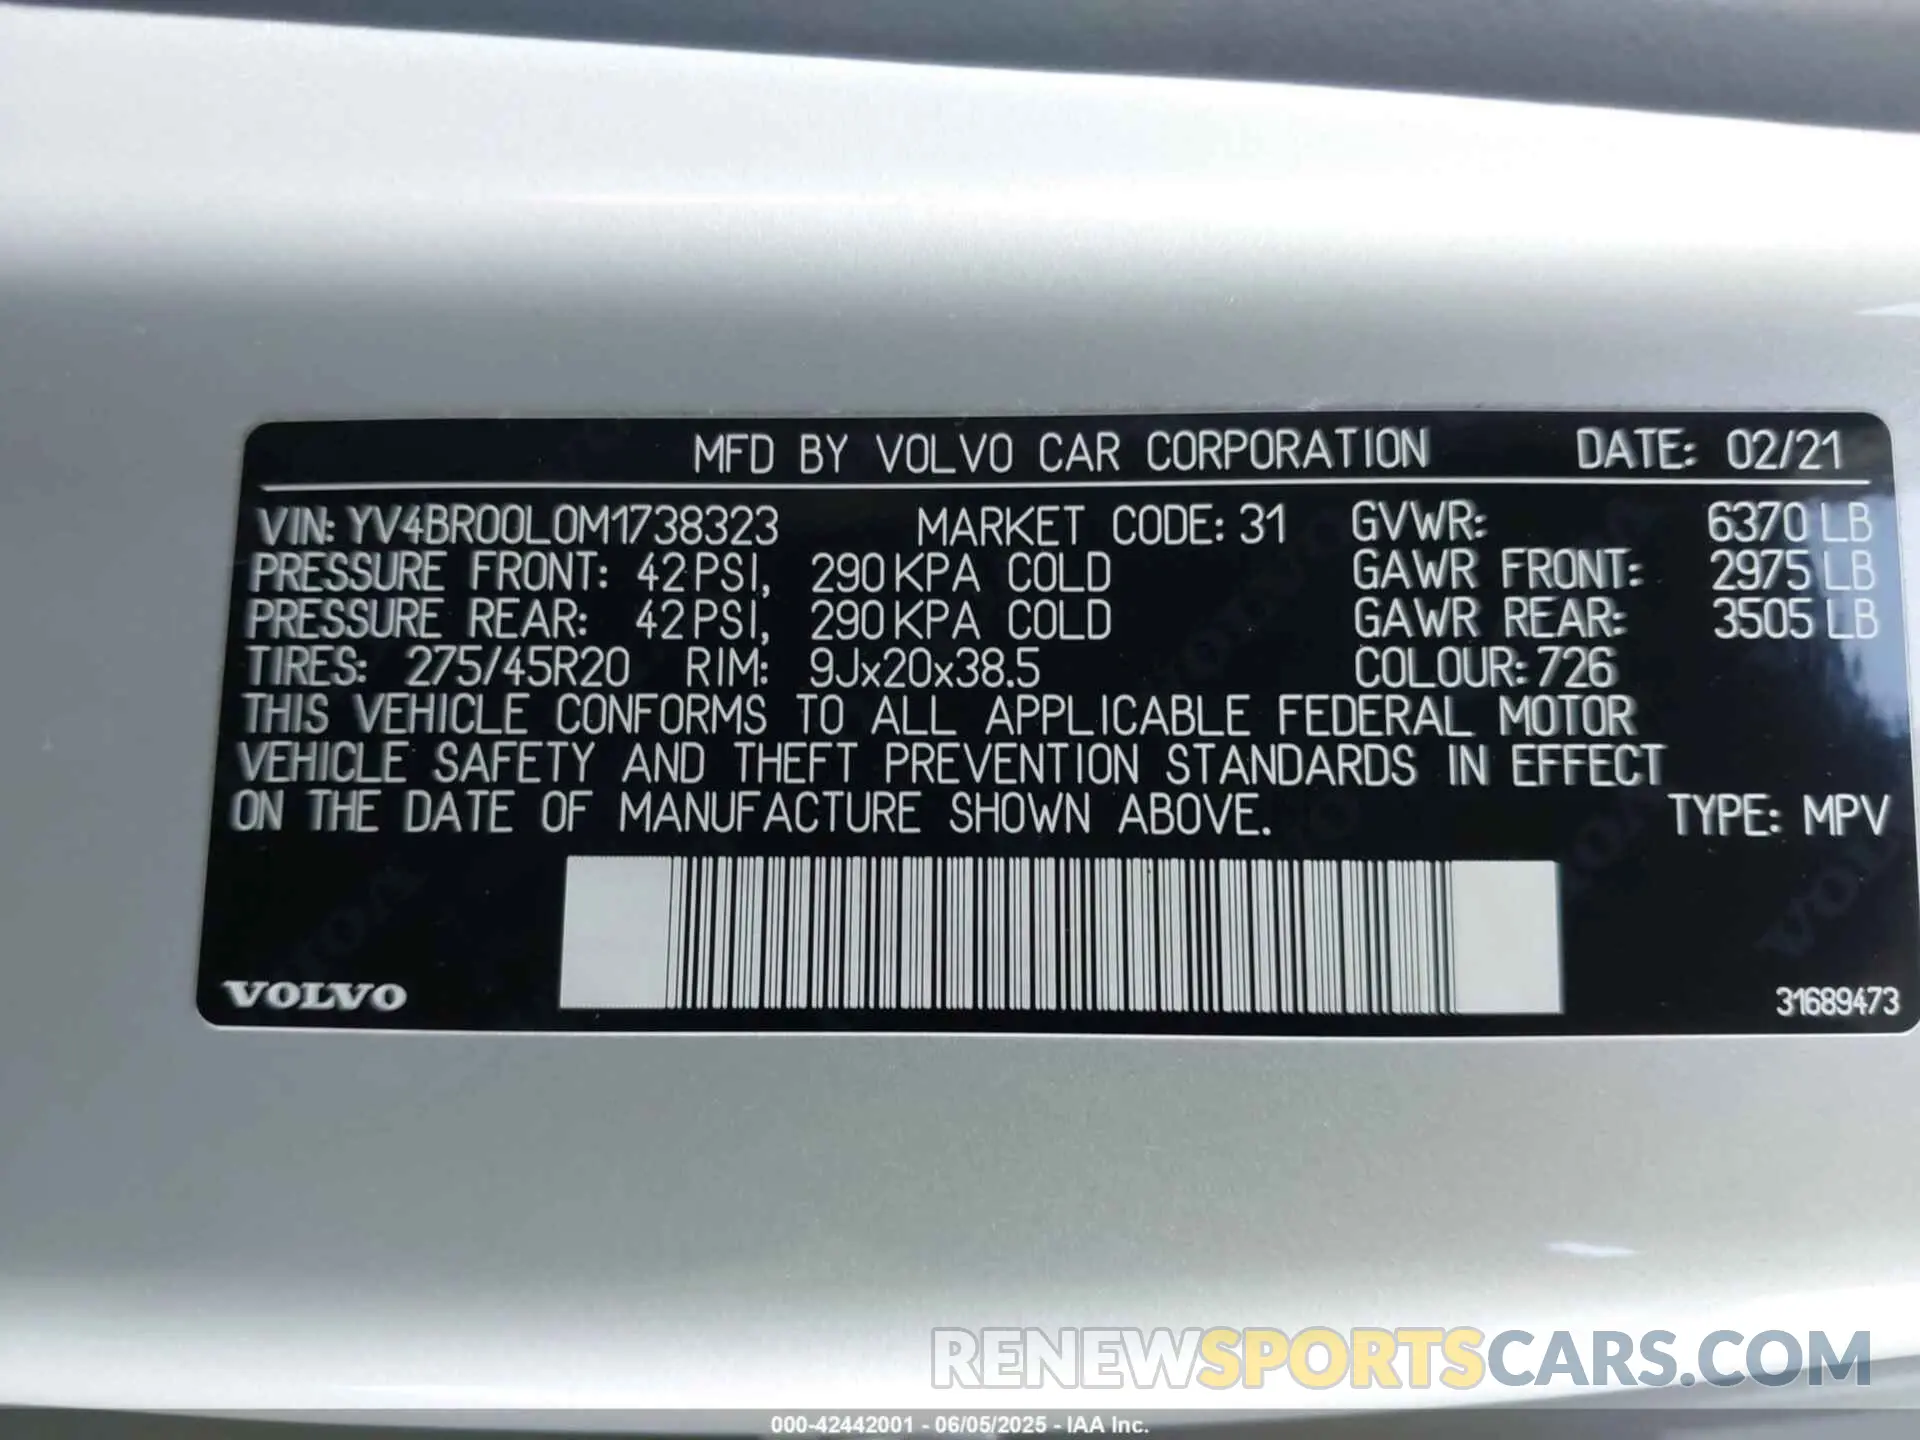 MFD BY VOLVO CAR CORPORATION DATE: 02/21
VIN: YV4BR00L0M1738323 MARKET CODE: 31 GVWR: 6370 LB
PRESSURE FRONT: 42 PSI, 290 KPA COLD GAWR FRONT: 2975 LB
PRESSURE REAR: 42 PSI, 290 KPA COLD GAWR REAR: 3505 LB
TIRES: 275/45R20 RIM: 9Jx20x38.5 COLOUR: 726
THIS VEHICLE CONFORMS TO ALL APPLICABLE FEDERAL MOTOR
VEHICLE SAFETY AND THEFT PREVENTION STANDARDS IN EFFECT
ON THE DATE OF MANUFACTURE SHOWN ABOVE. TYPE: MPV
VOLVO 31689473
RENEWSPORTSCARS.COM
000-42442001 - 06/05/2025 - IAA Inc.